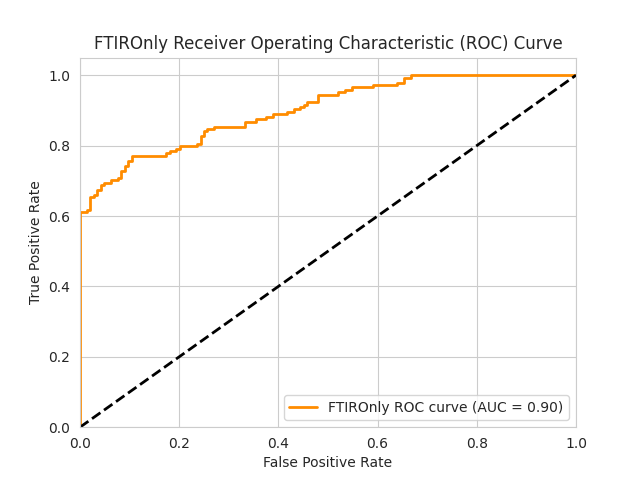 FTIROnly Receiver Operating Characteristic (ROC) Curve
1.0
0.8
0.6
0.4
0.2
0.0
True Positive Rate
FTIROnly ROC curve (AUC = 0.90)
0.0 0.2 0.4 0.6 0.8 1.0
False Positive Rate